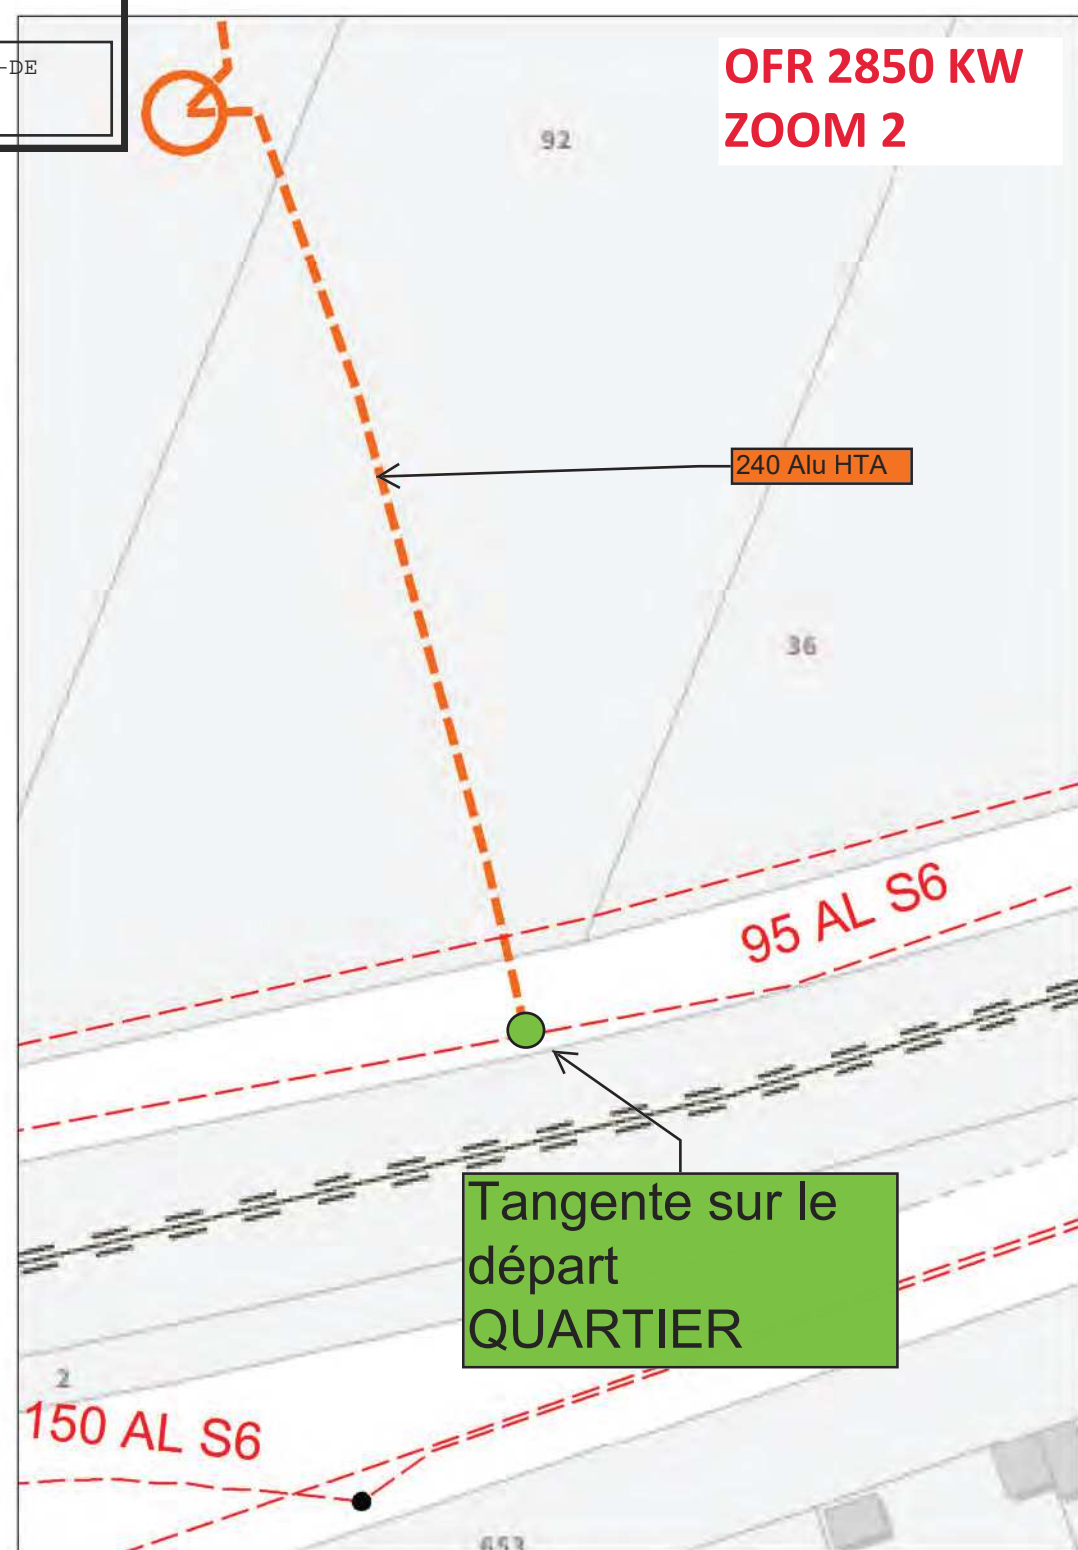 -DE
OFR 2850 KW
ZOOM 2
92
240 Alu HTA
36
95 AL S6
Tangente sur le
départ
QUARTIER
2
150 AL S6
653